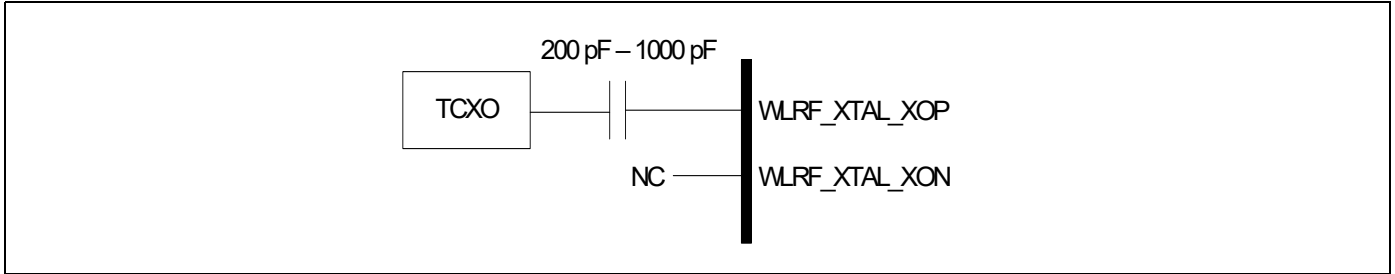 200 pF – 1000 pF
TCXO
WLRF_XTAL_XOP
NC
WLRF_XTAL_XON